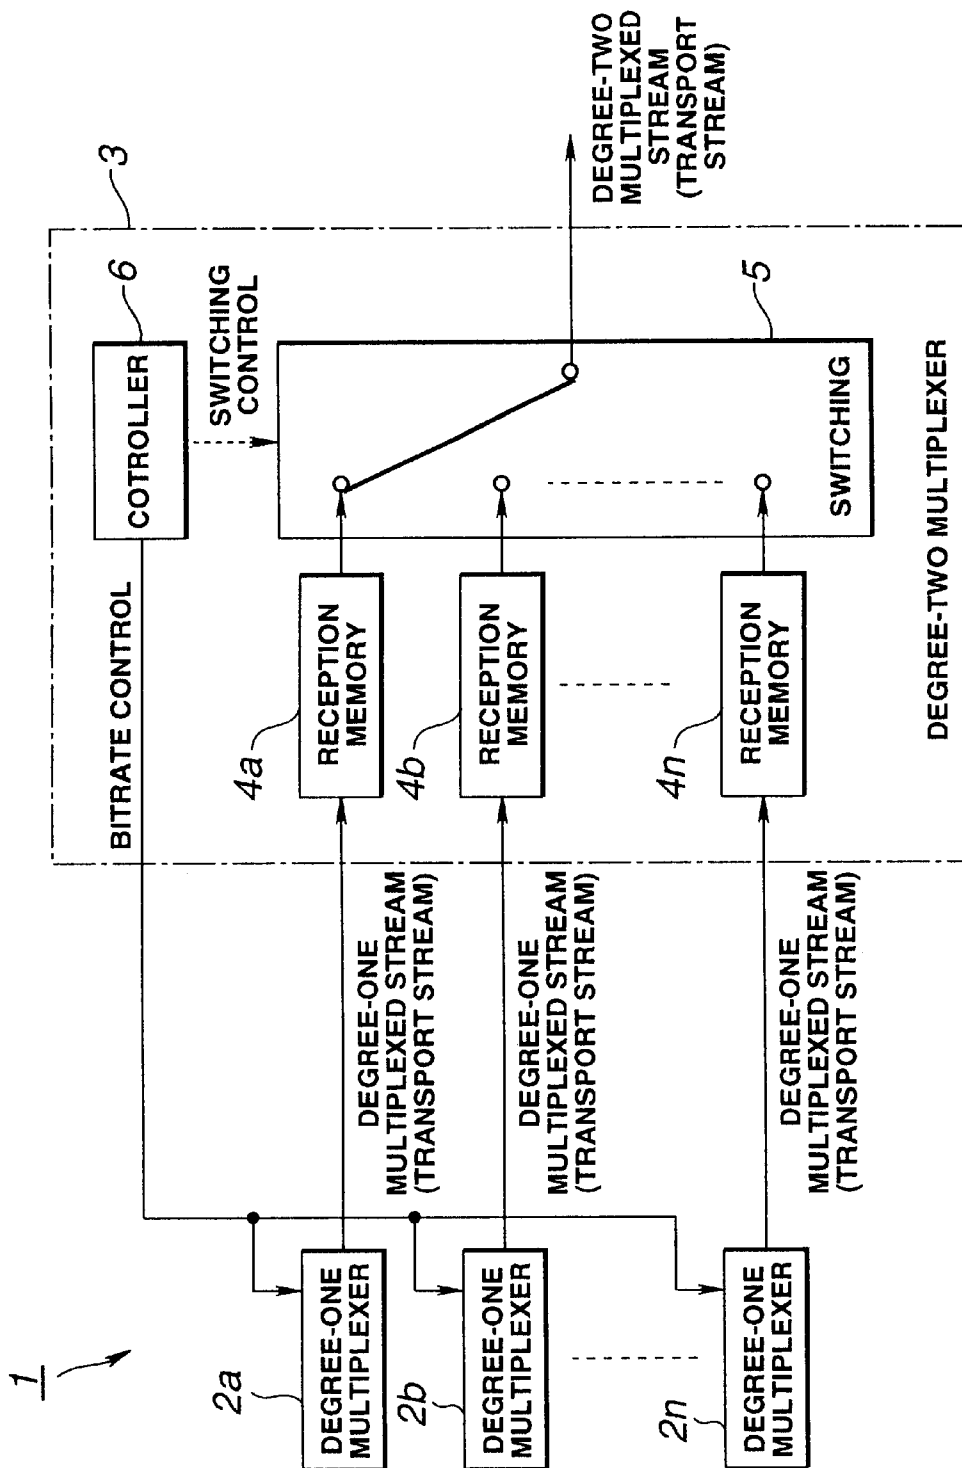 1
3
BITRATE CONTROL
COTROLLER
6
SWITCHING
CONTROL
2a
DEGREE-ONE
MULTIPLEXER
DEGREE-ONE
MULTIPLEXED STREAM
(TRANSPORT STREAM)
4a
RECEPTION
MEMORY
2b
DEGREE-ONE
MULTIPLEXER
DEGREE-ONE
MULTIPLEXED STREAM
(TRANSPORT STREAM)
4b
RECEPTION
MEMORY
2n
DEGREE-ONE
MULTIPLEXER
DEGREE-ONE
MULTIPLEXED STREAM
(TRANSPORT STREAM)
4n
RECEPTION
MEMORY
SWITCHING
5
DEGREE-TWO
MULTIPLEXED
STREAM
(TRANSPORT
STREAM)
DEGREE-TWO MULTIPLEXER